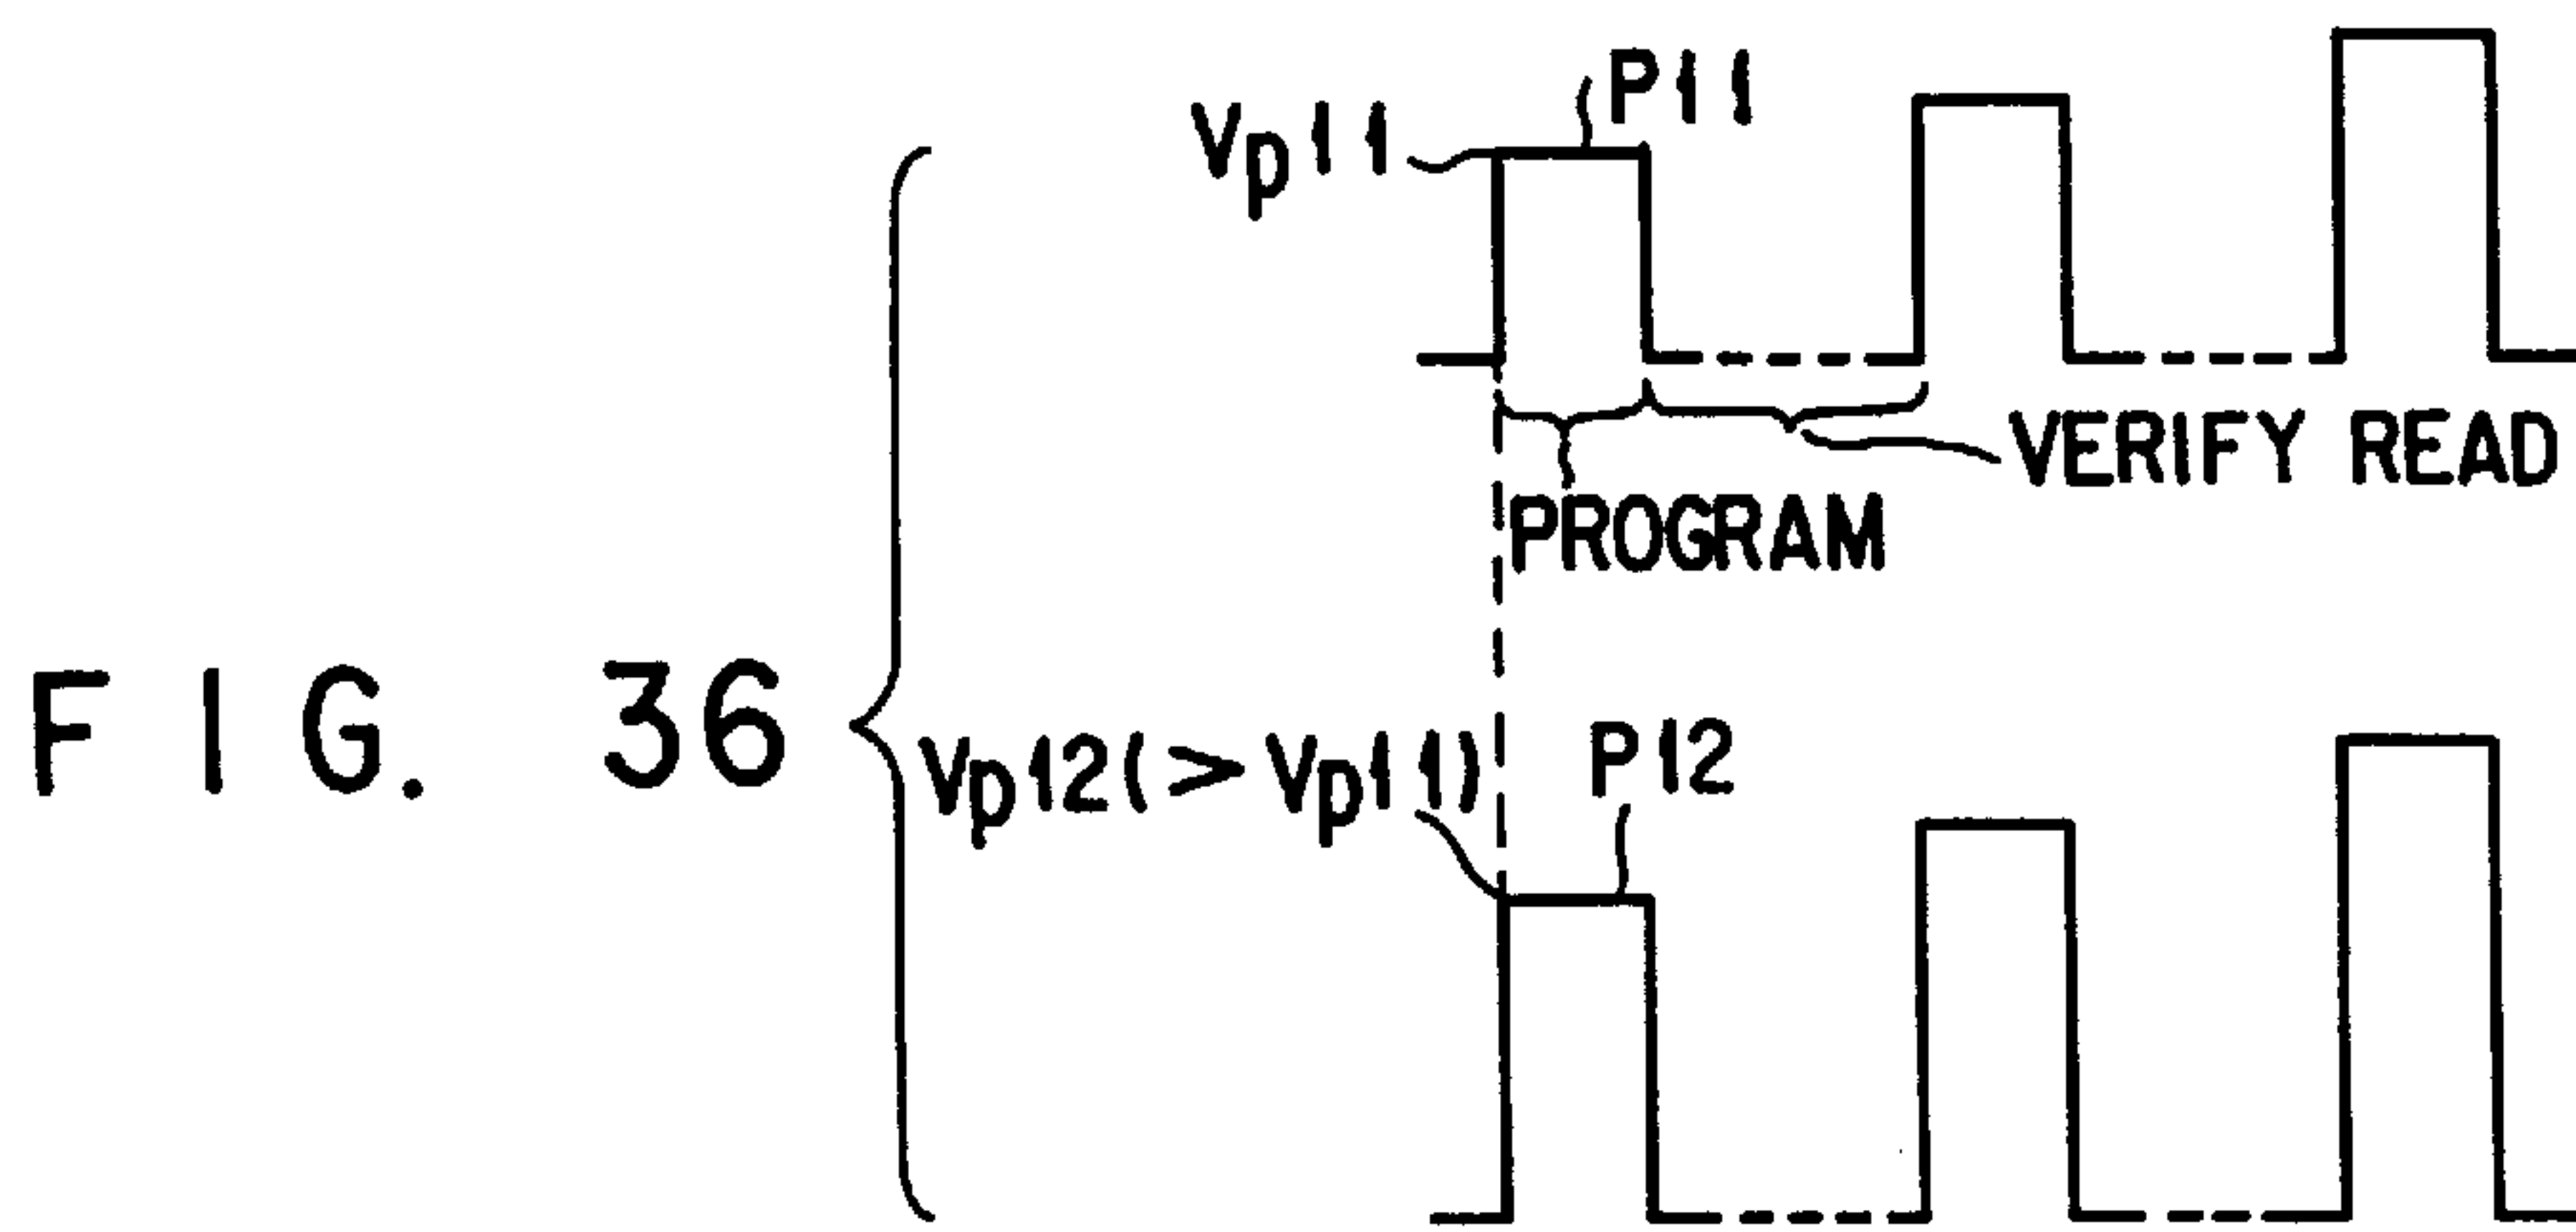 Vp11
P11
VERIFY READ
PROGRAM
FIG. 36
Vp12(> Vp11)
P12